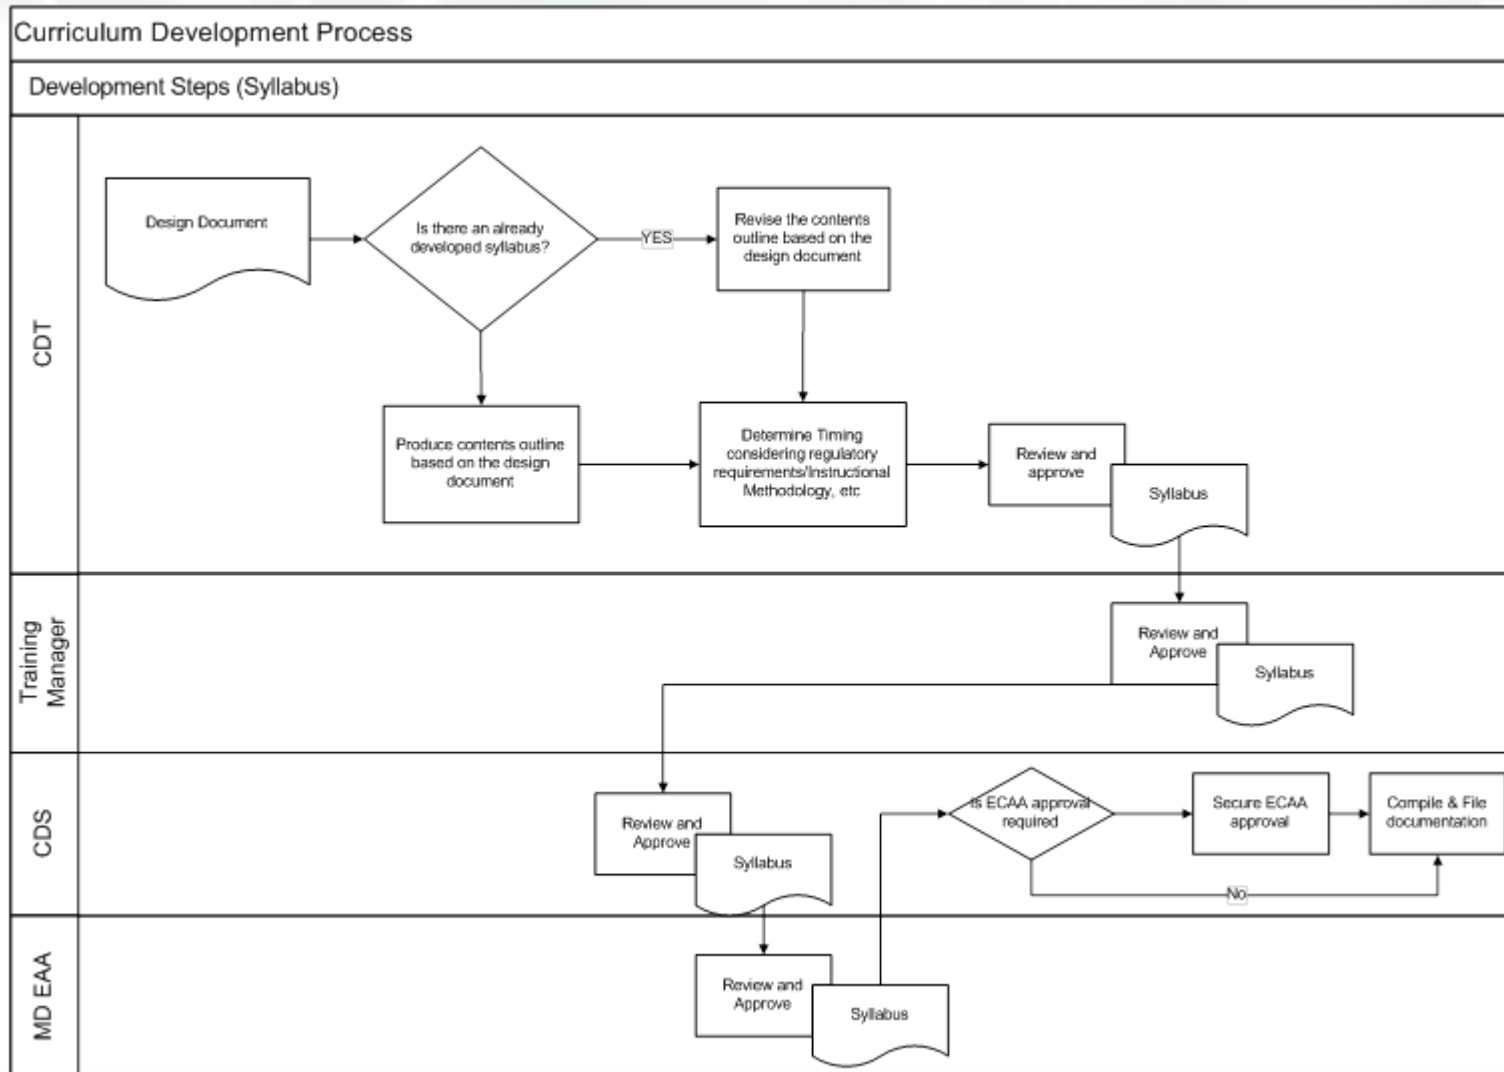 Curriculum Development Process
Development Steps (Syllabus)
CDT
Design Document
Is there an already
developed syllabus?
YES
Revise the contents
outline based on the
design document
Produce contents outline
based on the design
document
Determine Timing
considering regulatory
requirements/Instructional
Methodology, etc
Review and
approve
Syllabus
Training
Manager
Review and
Approve
Syllabus
CDS
Review and
Approve
Syllabus
Is ECAA approval
required
Secure ECAA
approval
Compile & File
documentation
No
MD EAA
Review and
Approve
Syllabus